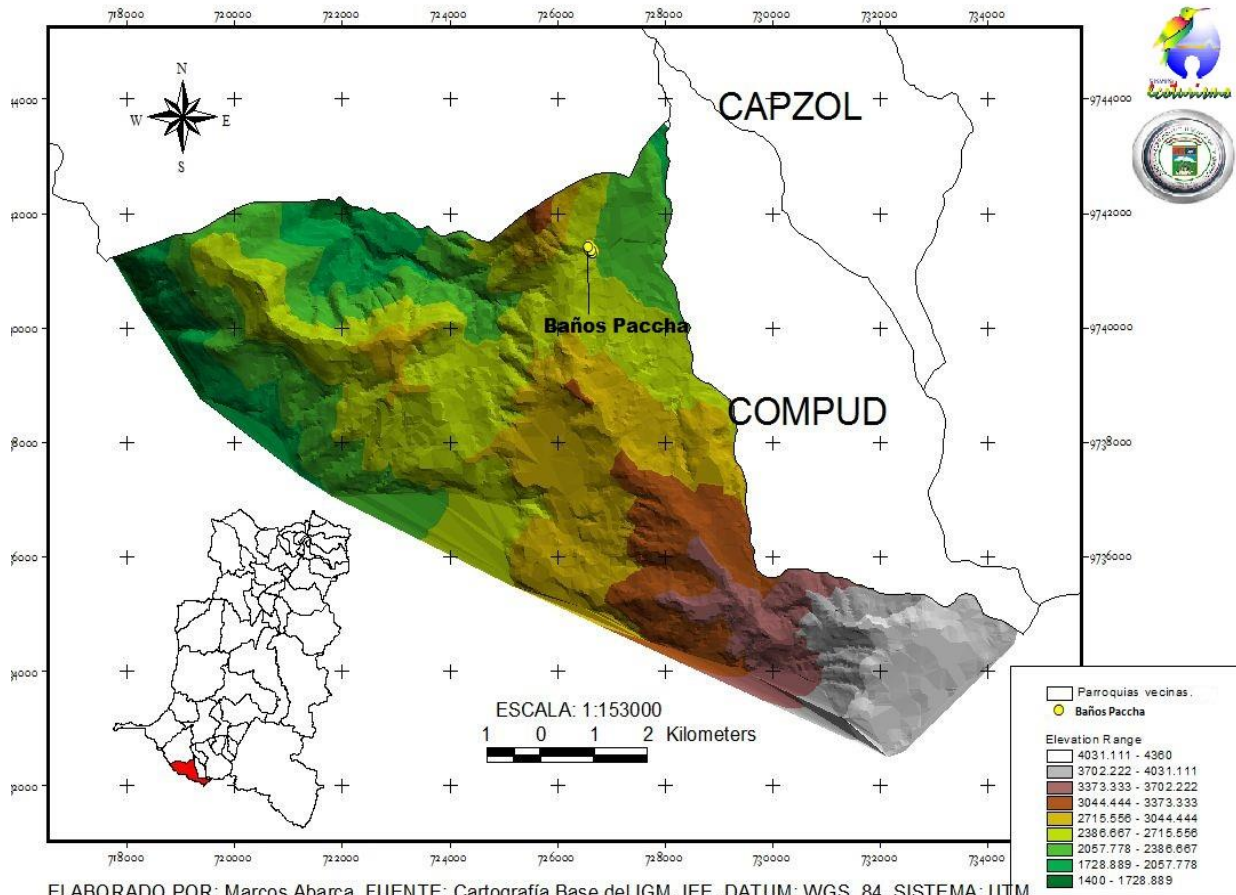 718000 720000 722000 724000 726000 728000 730000 732000 734000
N
W E
S
CAPZOL
9744000
9742000
Baños Paccha
9740000
COMPUD
9738000
9736000
ESCALA: 1:153000
1 0 1 2 Kilometers
Parroquias vecinas.
Baños Paccha
Elevation Range
4031.111 - 4360
3702.222 - 4031.111
3373.333 - 3702.222
3044.444 - 3373.333
2715.556 - 3044.444
2386.667 - 2715.556
2057.778 - 2386.667
1728.889 - 2057.778
1400 - 1728.889
718000 720000 722000 724000 726000 728000 730000 732000 734000
ELABORADO POR: Marcos Abarca. FUENTE: Cartografía Base del IGM, IEE. DATUM: WGS_84. SISTEMA: UTM